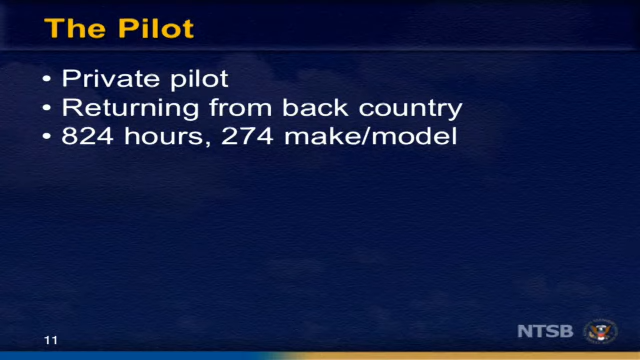 The Pilot
• Private pilot
• Returning from back country
• 824 hours, 274 make/model
11
NTSB